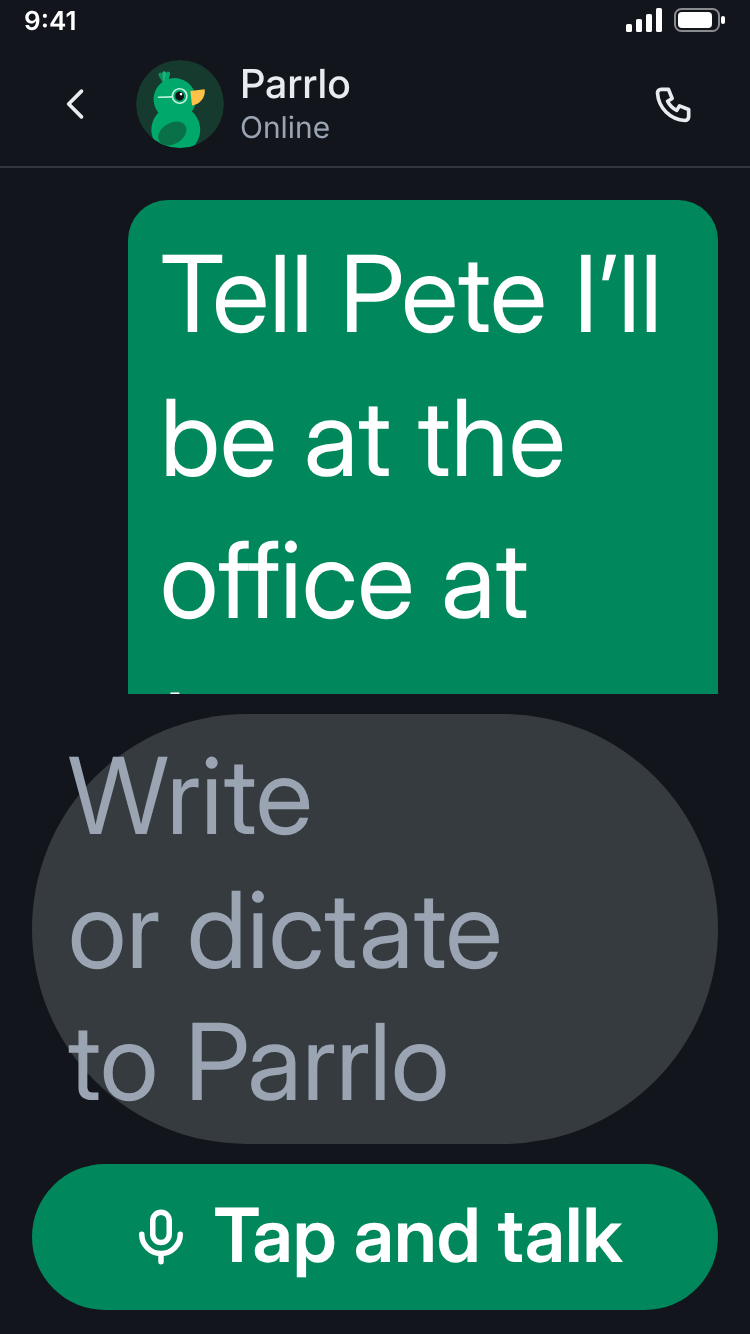 9:41
Parrlo
Online
Tell Pete I’ll
be at the
office at
Write
or dictate
to Parrlo
Tap and talk